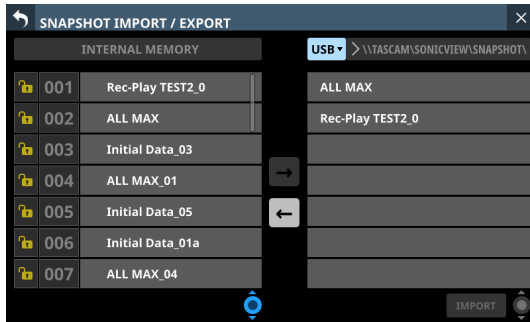 SNAPSHOT IMPORT / EXPORT
INTERNAL MEMORY
USB \\TASCAM\SONICVIEW\SNAPSHOT\
001 Rec-Play TEST2_0
002 ALL MAX
003 Initial Data_03
004 ALL MAX_01
005 Initial Data_05
006 Initial Data_01a
007 ALL MAX_04
ALL MAX
Rec-Play TEST2_0
IMPORT